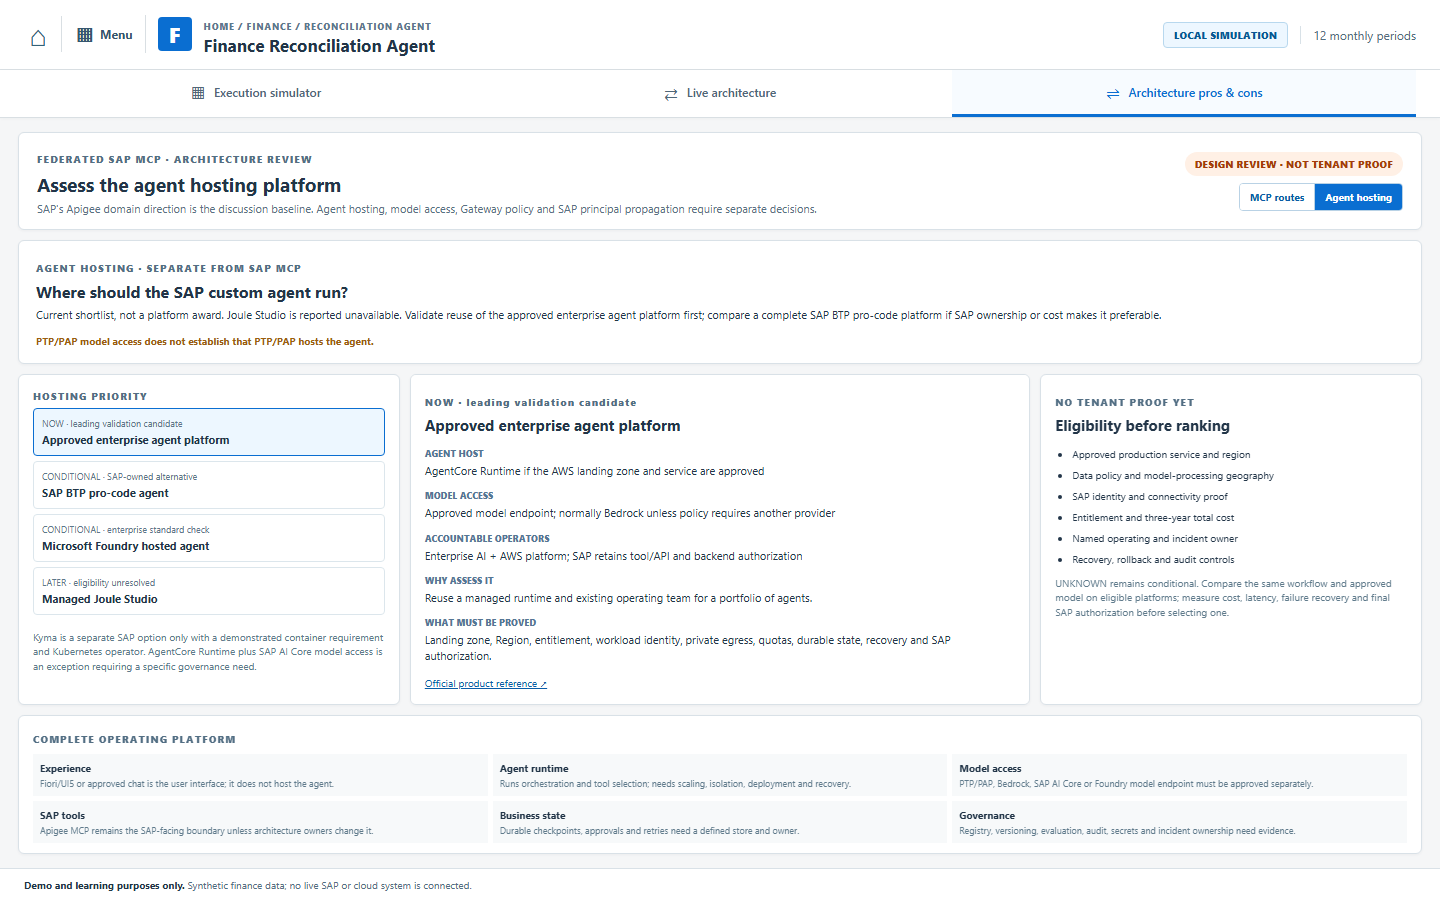 Menu
F
HOME / FINANCE / RECONCILIATION AGENT
Finance Reconciliation Agent
LOCAL SIMULATION
12 monthly periods
Execution simulator
Live architecture
Architecture pros & cons
FEDERATED SAP MCP · ARCHITECTURE REVIEW
Assess the agent hosting platform
SAP's Apigee domain direction is the discussion baseline. Agent hosting, model access, Gateway policy and SAP principal propagation require separate decisions.
DESIGN REVIEW · NOT TENANT PROOF
MCP routes
Agent hosting
AGENT HOSTING · SEPARATE FROM SAP MCP
Where should the SAP custom agent run?
Current shortlist, not a platform award. Joule Studio is reported unavailable. Validate reuse of the approved enterprise agent platform first; compare a complete SAP BTP pro-code platform if SAP ownership or cost makes it preferable.
PTP/PAP model access does not establish that PTP/PAP hosts the agent.
HOSTING PRIORITY
NOW · leading validation candidate
Approved enterprise agent platform
CONDITIONAL · SAP-owned alternative
SAP BTP pro-code agent
CONDITIONAL · enterprise standard check
Microsoft Foundry hosted agent
LATER · eligibility unresolved
Managed Joule Studio
Kyma is a separate SAP option only with a demonstrated container requirement
and Kubernetes operator. AgentCore Runtime plus SAP AI Core model access is
an exception requiring a specific governance need.
NOW · leading validation candidate
Approved enterprise agent platform
AGENT HOST
AgentCore Runtime if the AWS landing zone and service are approved
MODEL ACCESS
Approved model endpoint; normally Bedrock unless policy requires another provider
ACCOUNTABLE OPERATORS
Enterprise AI + AWS platform; SAP retains tool/API and backend authorization
WHY ASSESS IT
Reuse a managed runtime and existing operating team for a portfolio of agents.
WHAT MUST BE PROVED
Landing zone, Region, entitlement, workload identity, private egress, quotas, durable state, recovery and SAP
authorization.
Official product reference ↗
NO TENANT PROOF YET
Eligibility before ranking
• Approved production service and region
• Data policy and model-processing geography
• SAP identity and connectivity proof
• Entitlement and three-year total cost
• Named operating and incident owner
• Recovery, rollback and audit controls
UNKNOWN remains conditional. Compare the same workflow and approved
model on eligible platforms; measure cost, latency, failure recovery and final
SAP authorization before selecting one.
COMPLETE OPERATING PLATFORM
Experience
Fiori/UI5 or approved chat is the user interface; it does not host the agent.
Agent runtime
Runs orchestration and tool selection; needs scaling, isolation, deployment and recovery.
Model access
PTP/PAP, Bedrock, SAP AI Core or Foundry model endpoint must be approved separately.
SAP tools
Apigee MCP remains the SAP-facing boundary unless architecture owners change it.
Business state
Durable checkpoints, approvals and retries need a defined store and owner.
Governance
Registry, versioning, evaluation, audit, secrets and incident ownership need evidence.
Demo and learning purposes only. Synthetic finance data; no live SAP or cloud system is connected.